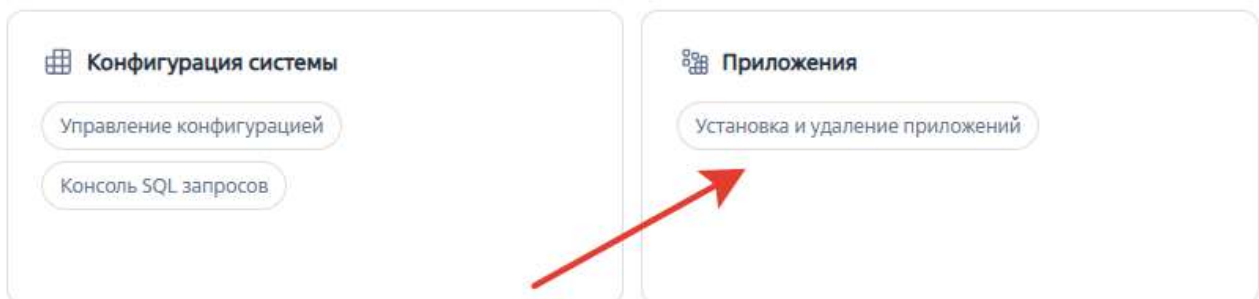 Конфигурация системы
Управление конфигурацией
Консоль SQL запросов
Приложения
Установка и удаление приложений